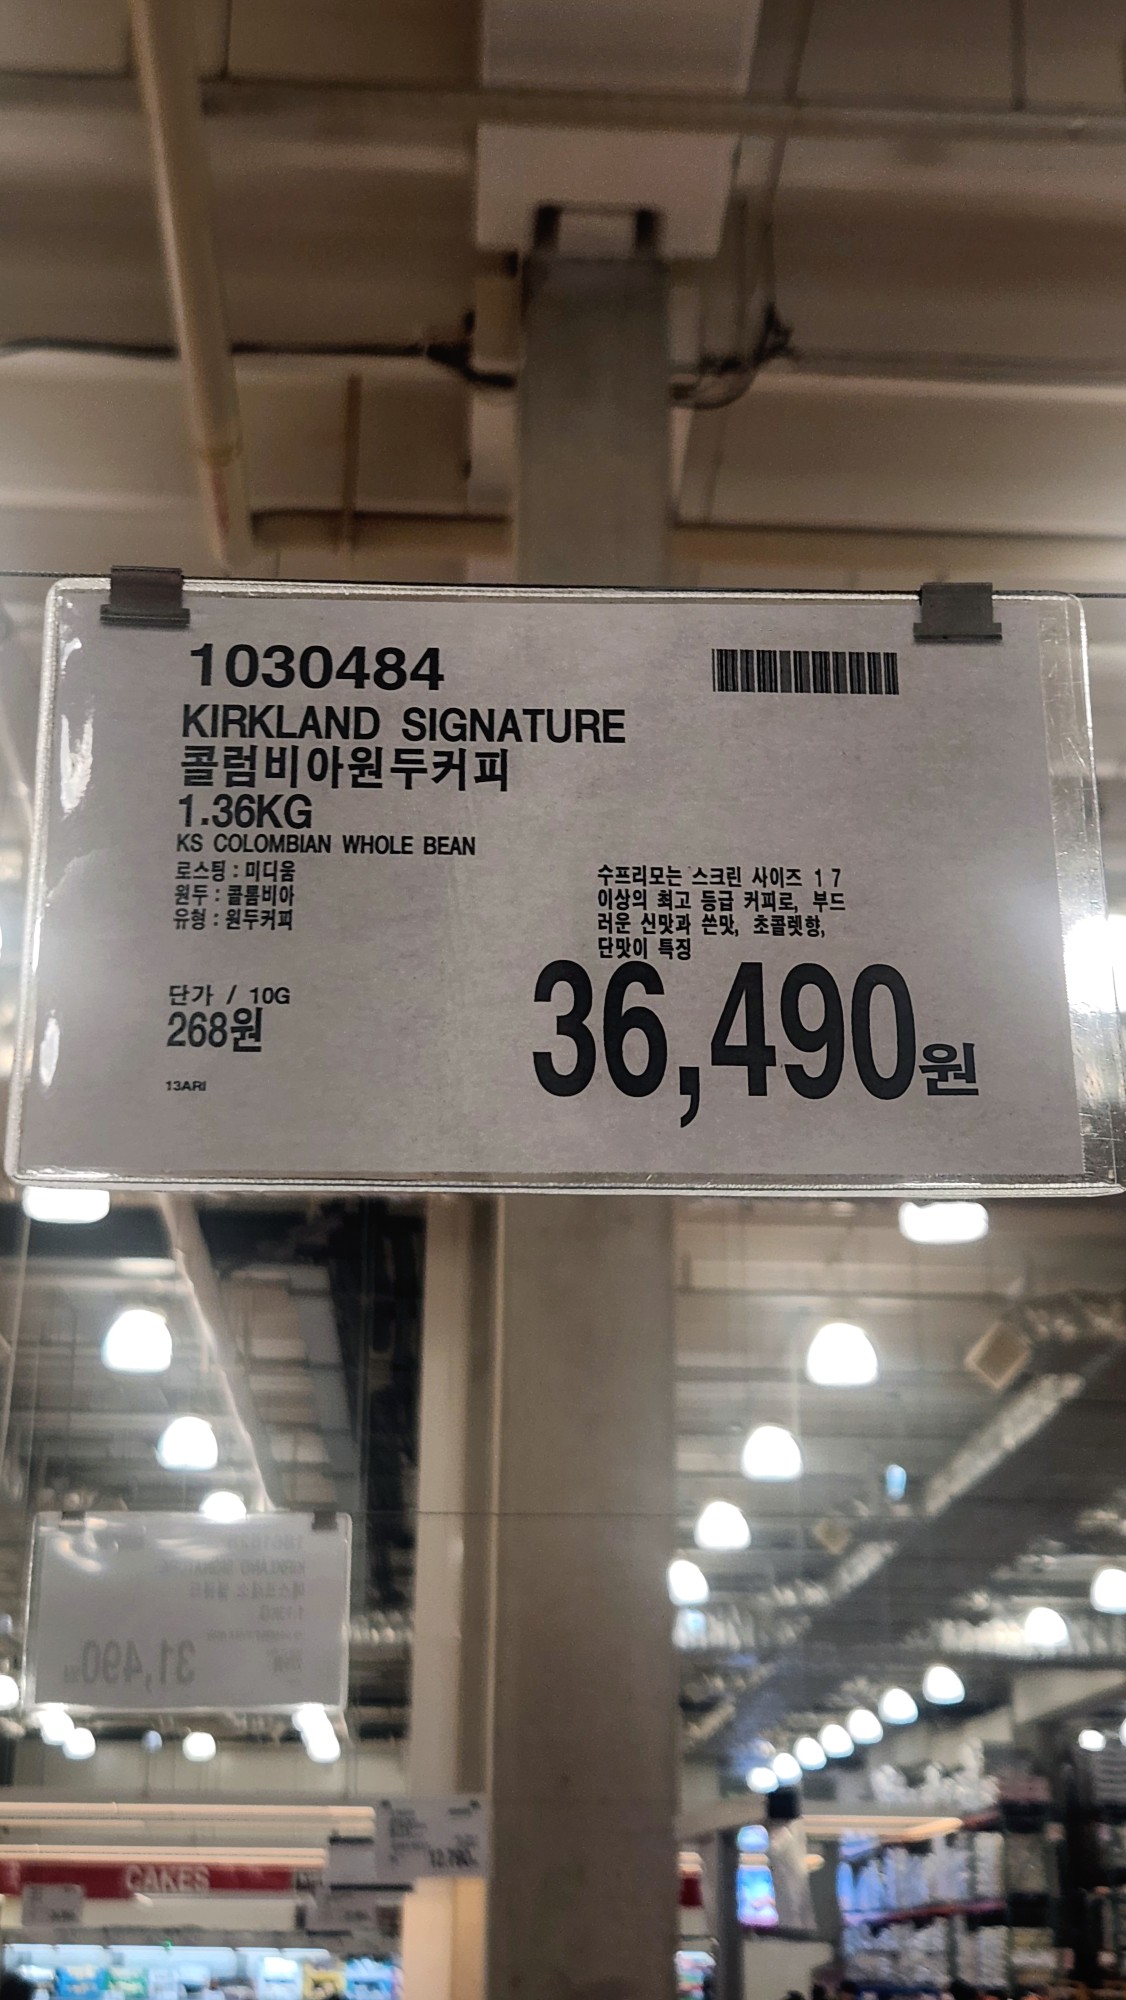 1030484
KIRKLAND SIGNATURE
콜럼비아원두커피
1.36KG
KS COLOMBIAN WHOLE BEAN
로스팅 : 미디움
원두 : 콜롬비아
유형 : 원두커피
수프리모는 스크린 사이즈 17
이상의 최고 등급 커피로, 부드
러운 신맛과 쓴맛, 초콜렛향,
단맛이 특징
단가 / 10G
268원
36,490원
13ARI
31,490
CAKES